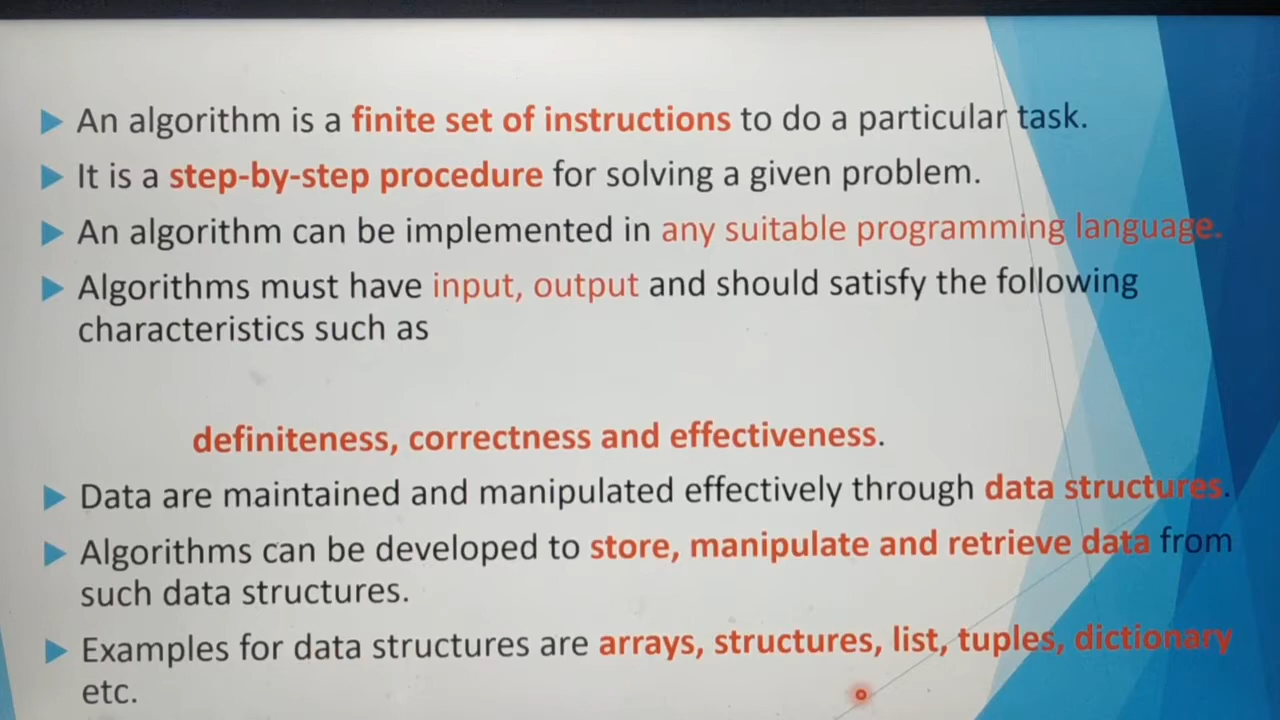 An algorithm is a finite set of instructions to do a particular task.
It is a step-by-step procedure for solving a given problem.
An algorithm can be implemented in any suitable programming language.
Algorithms must have input, output and should satisfy the following
characteristics such as
definiteness, correctness and effectiveness.
Data are maintained and manipulated effectively through data structures.
Algorithms can be developed to store, manipulate and retrieve data from
such data structures.
Examples for data structures are arrays, structures, list, tuples, dictionary
etc.